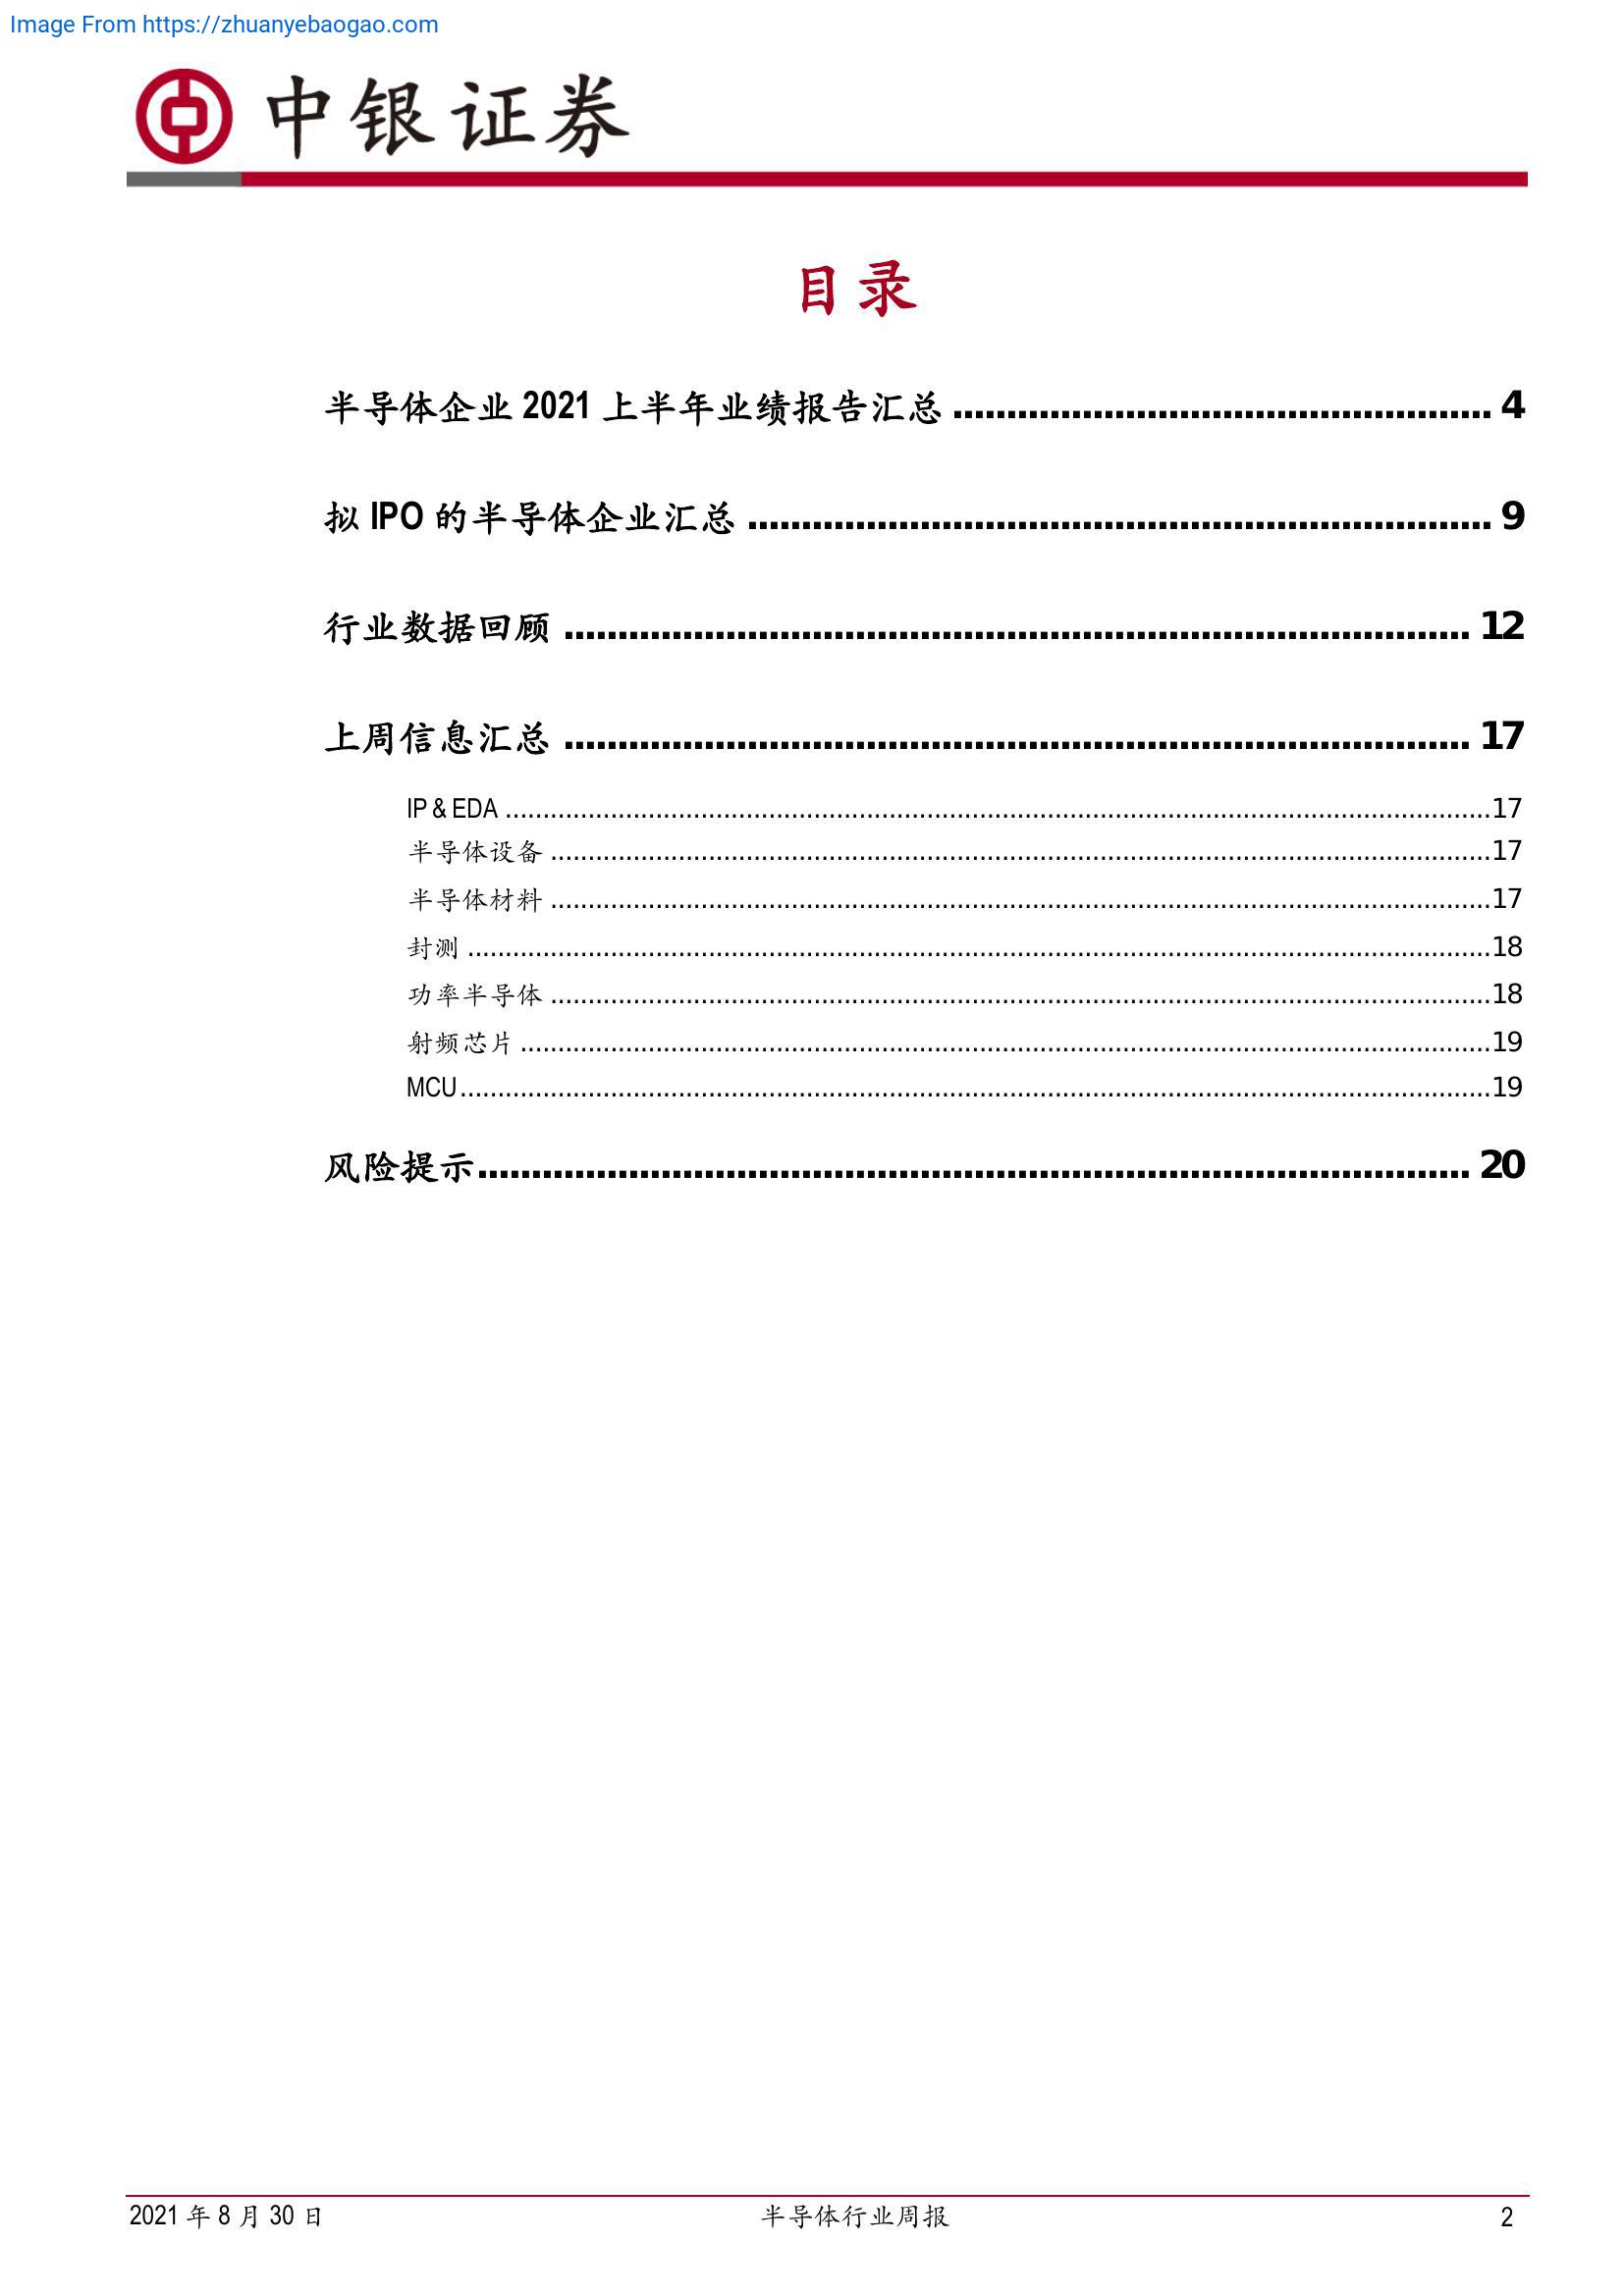 Image From https://zhuanyebaogao.com
中银证券
目录
半导体企业 2021 上半年业绩报告汇总 ................................................ 4
拟 IPO 的半导体企业汇总 ................................................................ 9
行业数据回顾 .............................................................................. 12
上周信息汇总 .............................................................................. 17
IP & EDA ..............................................................................17
半导体设备 ..............................................................................17
半导体材料 ..............................................................................17
封测 ..............................................................................18
功率半导体 ..............................................................................18
射频芯片 ..............................................................................19
MCU ..............................................................................19
风险提示 .............................................................................. 20
2021 年 8 月 30 日 半导体行业周报 2